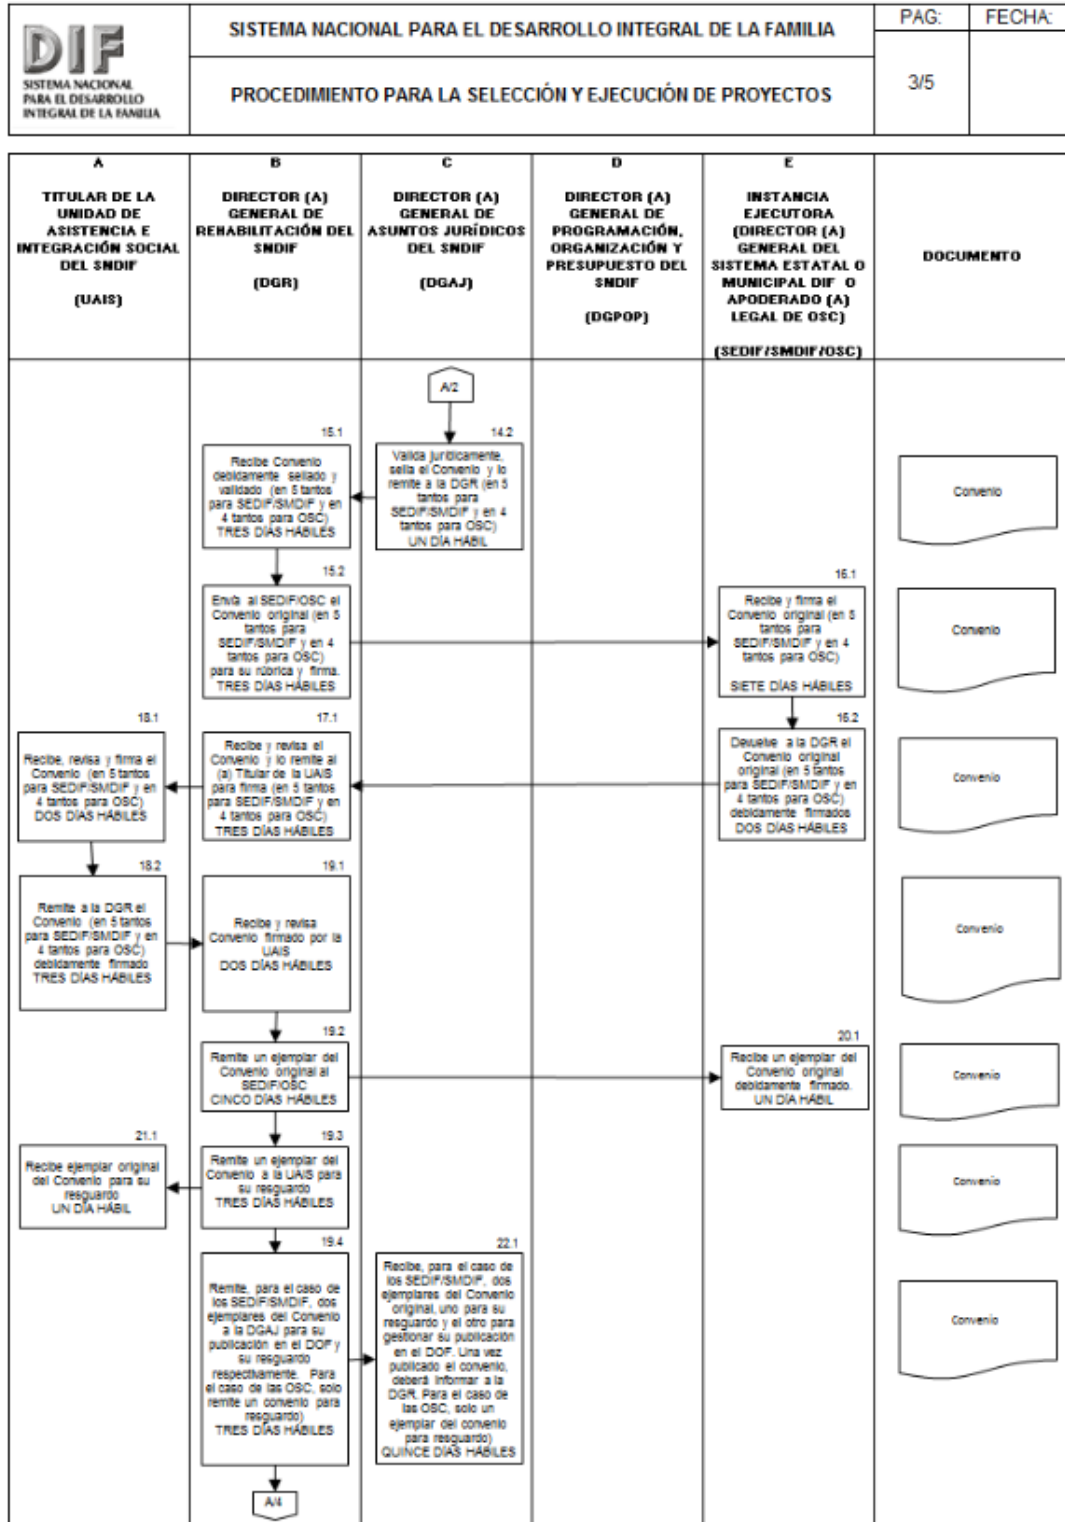 DIF
SISTEMA NACIONAL
PARA EL DESARROLLO
INTEGRAL DE LA FAMILIA
SISTEMA NACIONAL PARA EL DESARROLLO INTEGRAL DE LA FAMILIA
PROCEDIMIENTO PARA LA SELECCIÓN Y EJECUCIÓN DE PROYECTOS
PAG:
FECHA:
3/5
A
TITULAR DE LA
UNIDAD DE
ASISTENCIA E
INTEGRACIÓN SOCIAL
DEL SNDIF
(UAIS)
B
DIRECTOR (A)
GENERAL DE
REHABILITACIÓN DEL
SNDIF
(DGR)
C
DIRECTOR (A)
GENERAL DE
ASUNTOS JURÍDICOS
DEL SNDIF
(DGAJ)
D
DIRECTOR (A)
GENERAL DE
PROGRAMACIÓN,
ORGANIZACIÓN Y
PRESUPUESTO DEL
SNDIF
(DGPOP)
E
INSTANCIA
EJECUTORA
(DIRECTOR (A)
GENERAL DEL
SISTEMA ESTATAL O
MUNICIPAL DIF O
APODERADO (A)
LEGAL DE OSC)
(SEDIF/SMDIF/OSC)
DOCUMENTO
A/2
14.2
Valida jurídicamente,
sella el Convenio y lo
remite a la DGR (en 5
tantos para
SEDIF/SMDIF y en 4
tantos para OSC)
UN DÍA HÁBIL
15.1
Recibe Convenio
debidamente sellado y
validado (en 5 tantos
para SEDIF/SMDIF y en
4 tantos para OSC)
TRES DÍAS HÁBILES
Convenio
15.2
Envía al SEDIF/OSC el
Convenio original (en 5
tantos para
SEDIF/SMDIF y en 4
tantos para OSC)
para su rúbrica y firma.
TRES DÍAS HÁBILES
16.1
Recibe y firma el
Convenio original (en 5
tantos para
SEDIF/SMDIF y en 4
tantos para OSC)
SIETE DÍAS HÁBILES
Convenio
16.2
Devuelve a la DGR el
Convenio original
original (en 5 tantos
para SEDIF/SMDIF y en
4 tantos para OSC)
debidamente firmados
DOS DÍAS HÁBILES
17.1
Recibe y revisa el
Convenio y lo remite al
(a) Titular de la UAIS
para firma (en 5 tantos
para SEDIF/SMDIF y en
4 tantos para OSC)
TRES DÍAS HÁBILES
18.1
Recibe, revisa y firma el
Convenio (en 5 tantos
para SEDIF/SMDIF y en
4 tantos para OSC)
DOS DÍAS HÁBILES
Convenio
18.2
Remite a la DGR el
Convenio (en 5 tantos
para SEDIF/SMDIF y en
4 tantos para OSC)
debidamente firmado
TRES DÍAS HÁBILES
19.1
Recibe y revisa
Convenio firmado por la
UAIS
DOS DÍAS HÁBILES
Convenio
19.2
Remite un ejemplar del
Convenio original al
SEDIF/OSC
CINCO DÍAS HÁBILES
20.1
Recibe un ejemplar del
Convenio original
debidamente firmado.
UN DÍA HÁBIL
Convenio
19.3
Remite un ejemplar del
Convenio a la UAIS para
su resguardo
TRES DÍAS HÁBILES
21.1
Recibe ejemplar original
del Convenio para su
resguardo
UN DÍA HÁBIL
Convenio
19.4
Remite, para el caso de
los SEDIF/SMDIF, dos
ejemplares del Convenio
a la DGAJ para su
publicación en el DOF y
su resguardo
respectivamente. Para
el caso de las OSC, solo
remite un convenio para
resguardo)
TRES DÍAS HÁBILES
22.1
Recibe, para el caso de
los SEDIF/SMDIF, dos
ejemplares del Convenio
original, uno para su
resguardo y el otro para
gestionar su publicación
en el DOF. Una vez
publicado el convenio,
deberá informar a la
DGR. Para el caso de
las OSC, solo un
ejemplar del convenio
para resguardo)
QUINCE DÍAS HÁBILES
Convenio
A/4